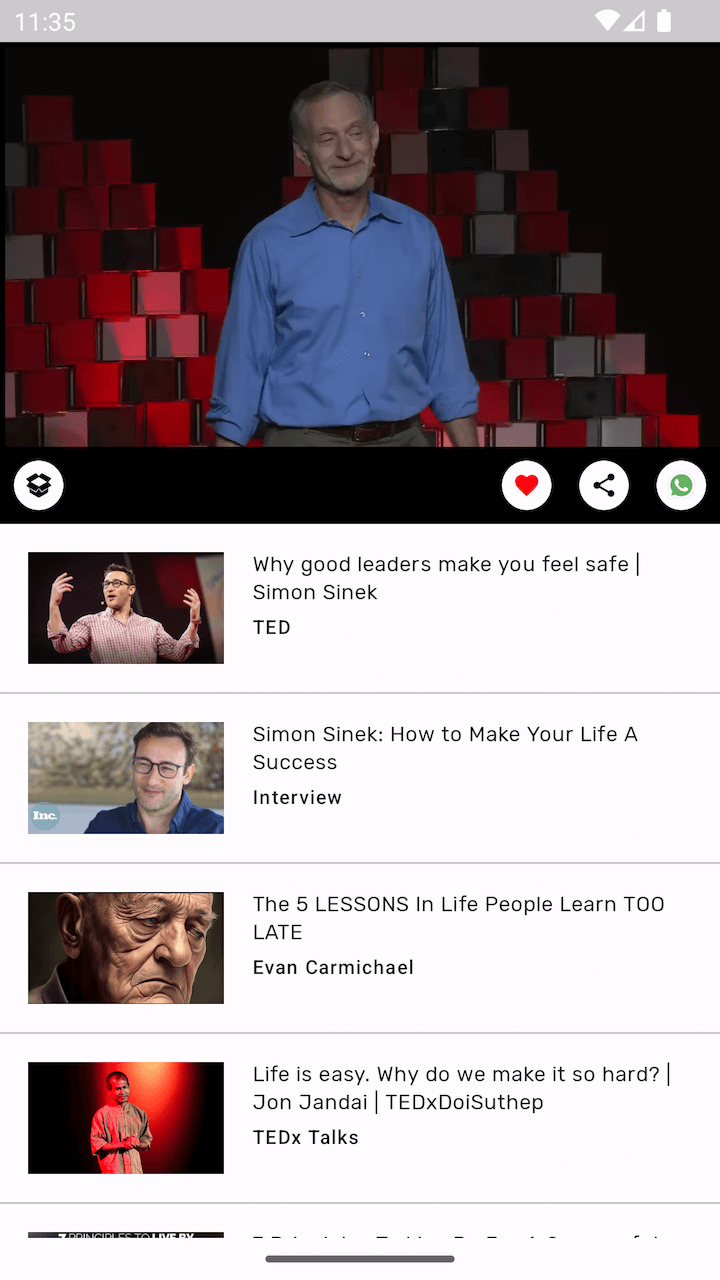 11:35
Why good leaders make you feel safe |
Simon Sinek
TED
Inc.
Simon Sinek: How to Make Your Life A
Success
Interview
The 5 LESSONS In Life People Learn TOO
LATE
Evan Carmichael
Life is easy. Why do we make it so hard? |
Jon Jandai | TEDxDoiSuthep
TEDx Talks
7 PRINCIPLES TO LIVE BY